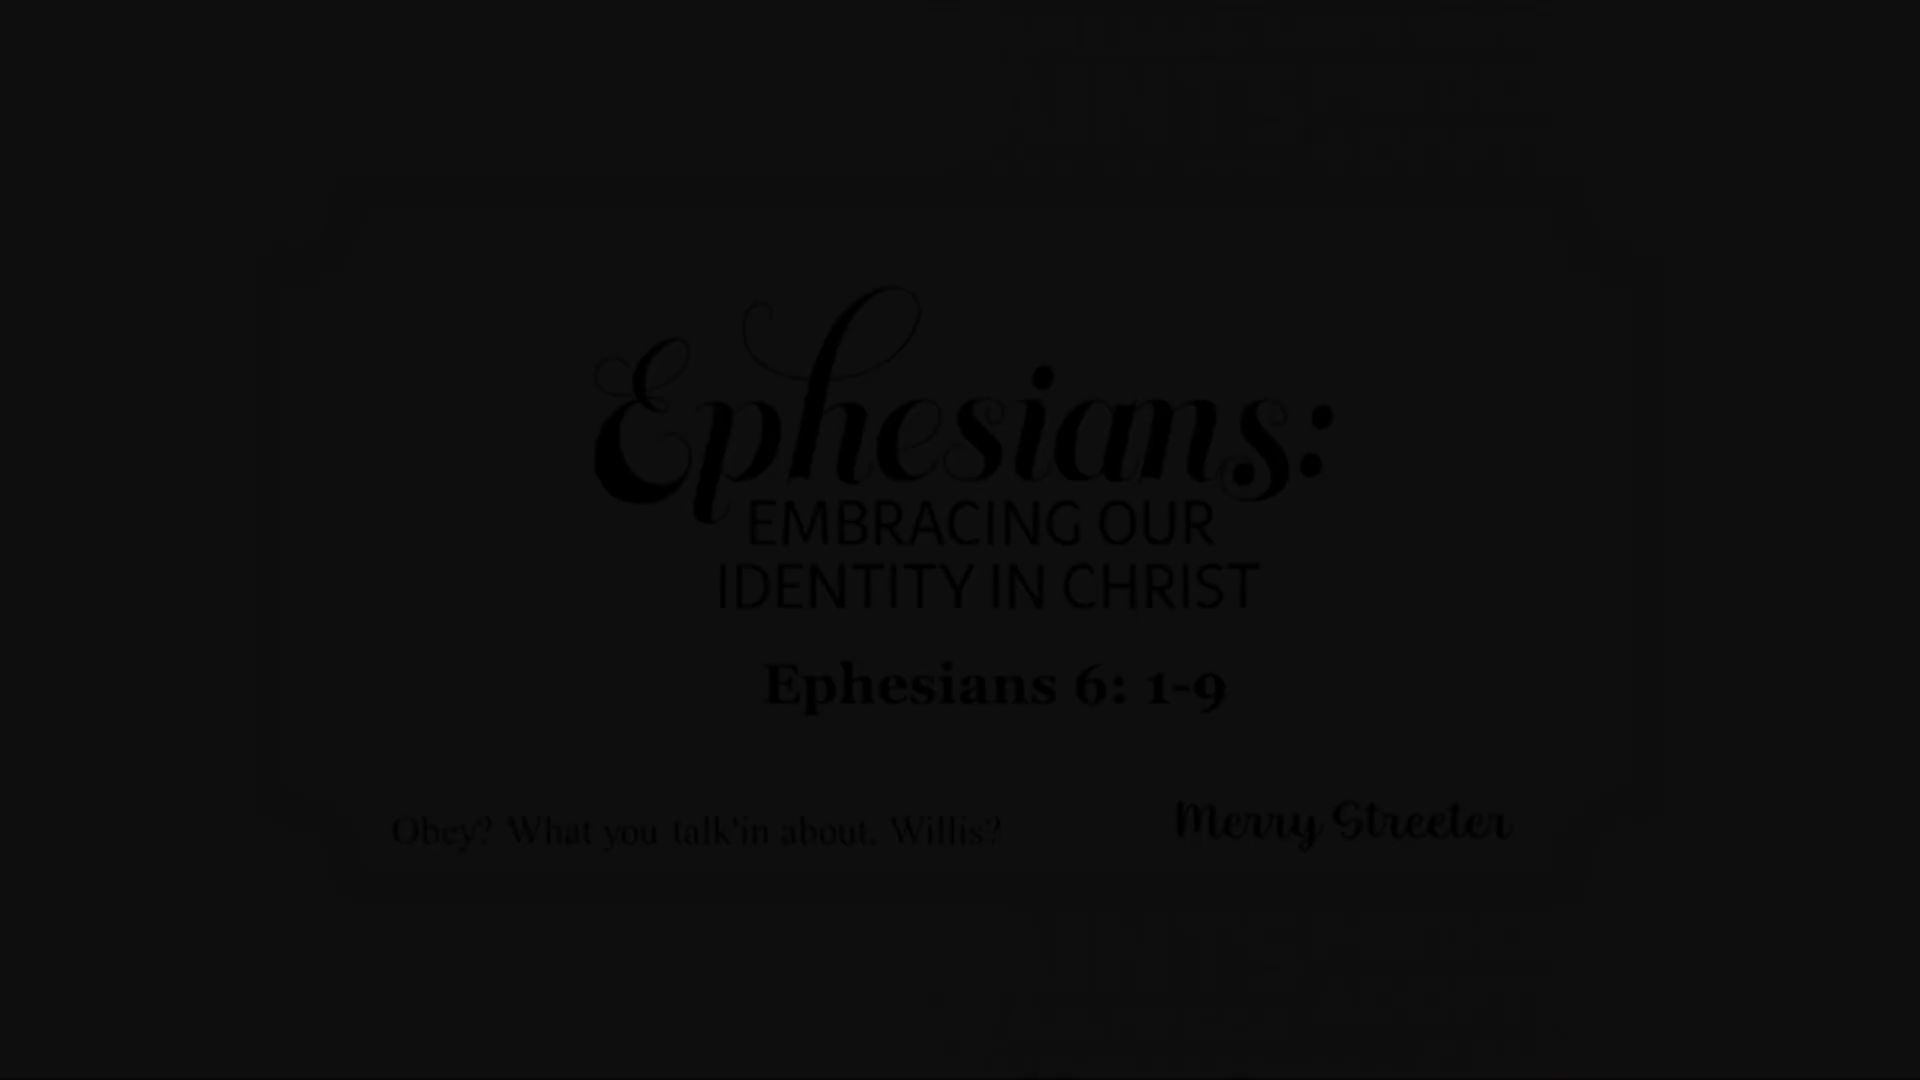 Ephesians:
EMBRACING OUR
IDENTITY IN CHRIST
Ephesians 6: 1-9
Obey? What you talk'in about, Willis?
Merry Streeter